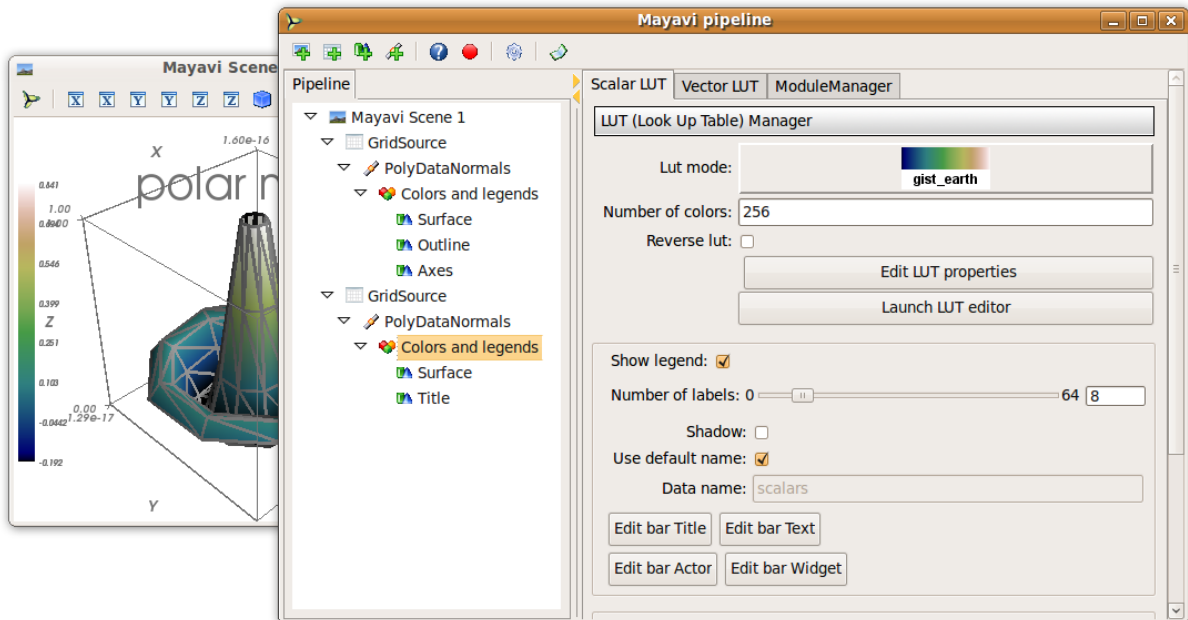 Mayavi pipeline
Pipeline
Mayavi Scene 1
GridSource
PolyDataNormals
Colors and legends
Surface
Outline
Axes
GridSource
PolyDataNormals
Colors and legends
Surface
Title
Scalar LUT
Vector LUT
ModuleManager
LUT (Look Up Table) Manager
Lut mode:
gist_earth
Number of colors: 256
Reverse lut:
Edit LUT properties
Launch LUT editor
Show legend:
Number of labels: 0 64 8
Shadow:
Use default name:
Data name: scalars
Edit bar Title Edit bar Text
Edit bar Actor Edit bar Widget
Mayavi Scene
X X Y Y Z Z
1.60e-16
X
polar
1.00
0.546
0.399
Z
0.251
0.103
0.00
-0.0442
1.29e-17
-0.192
Y